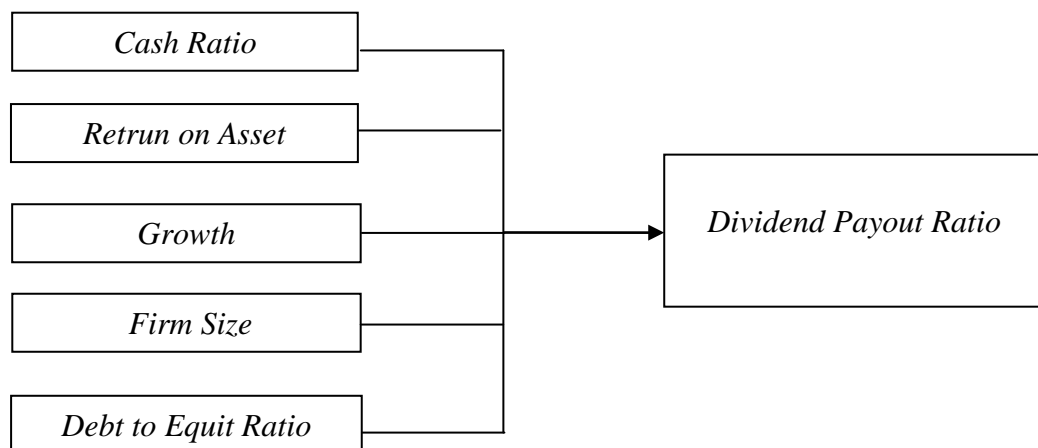 Cash Ratio
Retrun on Asset
Growth
Dividend Payout Ratio
Firm Size
Debt to Equit Ratio